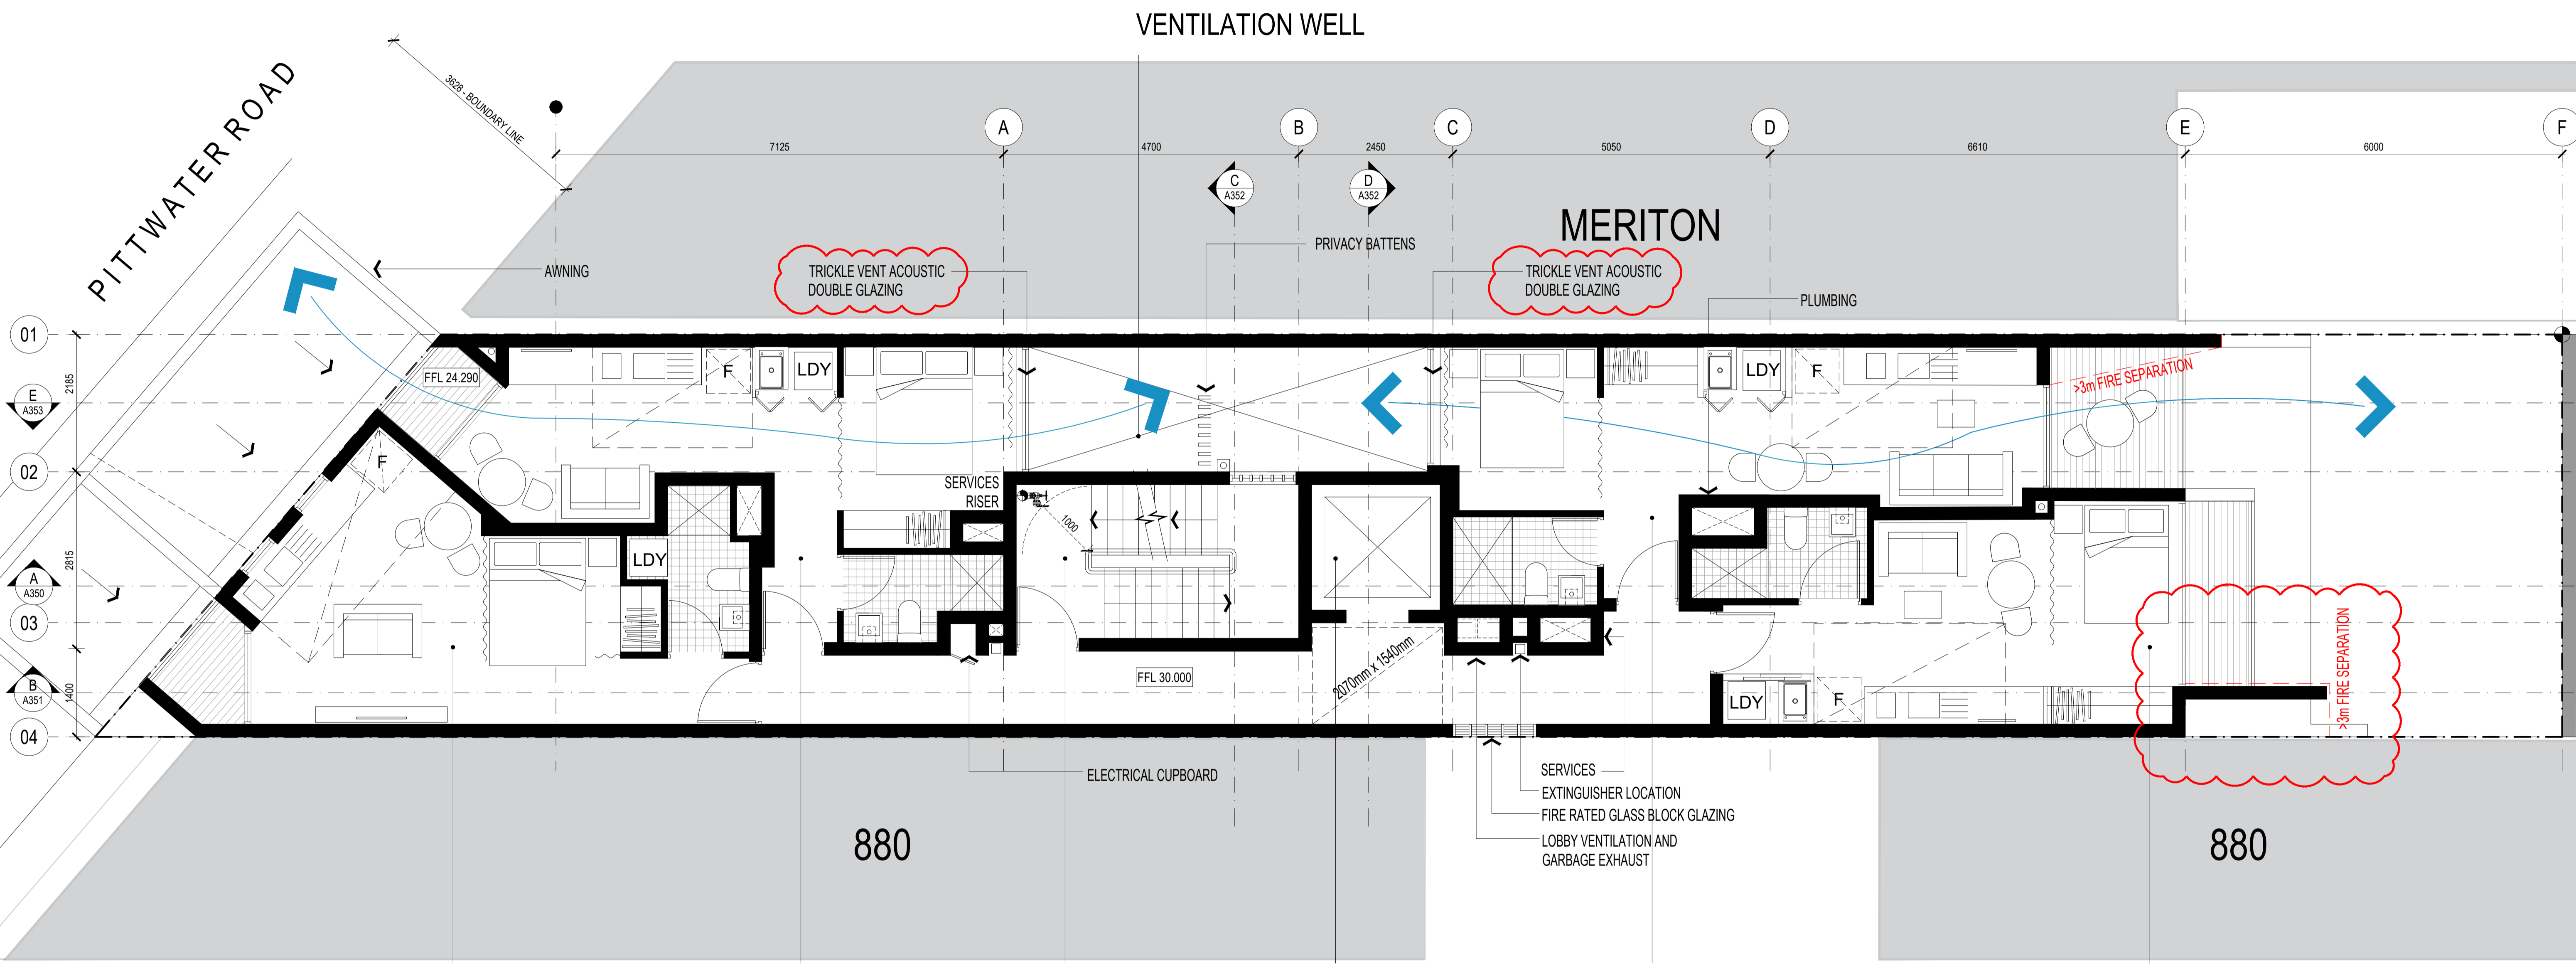 VENTILATION WELL
PITTWATER ROAD
3628 - BOUNDARY LINE
A
B
C
D
E
F
7125
4700
2450
5050
6610
6000
C
A352
D
A352
MERITON
PRIVACY BATTENS
AWNING
TRICKLE VENT ACOUSTIC
DOUBLE GLAZING
TRICKLE VENT ACOUSTIC
DOUBLE GLAZING
PLUMBING
01
2185
E
A353
02
2815
A
A350
03
1400
B
A351
04
FFL 24.290
F
LDY
LDY
F
>3m FIRE SEPARATION
F
SERVICES
RISER
1000
LDY
2070mm x 1540mm
FFL 30.000
LDY
F
>3m FIRE SEPARATION
ELECTRICAL CUPBOARD
SERVICES
EXTINGUISHER LOCATION
FIRE RATED GLASS BLOCK GLAZING
LOBBY VENTILATION AND
GARBAGE EXHAUST
880
880